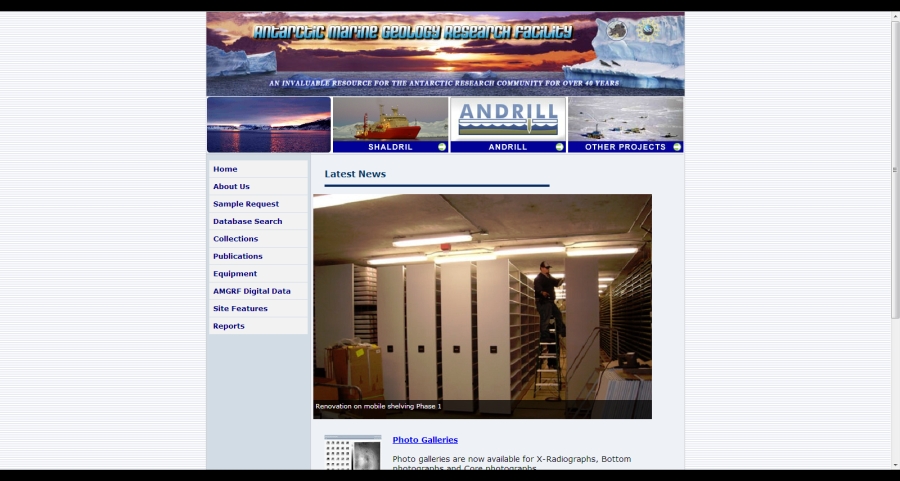 Antarctic Marine Geology Research Facility
AN INVALUABLE RESOURCE FOR THE ANTARCTIC RESEARCH COMMUNITY FOR OVER 40 YEARS
ANDRILL
SHALDRIL
ANDRILL
OTHER PROJECTS
Home
About Us
Sample Request
Database Search
Collections
Publications
Equipment
AMGRF Digital Data
Site Features
Reports
Latest News
Renovation on mobile shelving Phase 1
Photo Galleries
Photo galleries are now available for X-Radiographs, Bottom
photographs and Core photographs